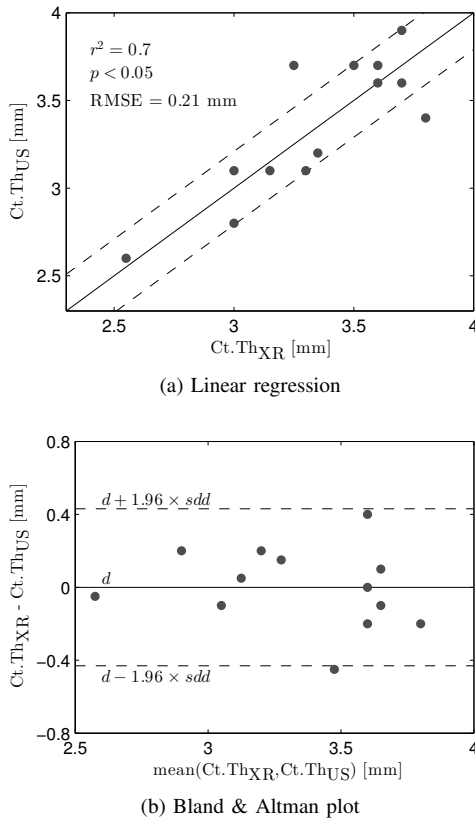 4
r² = 0.7
p < 0.05
RMSE = 0.21 mm
3.5
3
2.5
Ct.Th_US [mm]
2.5 3 3.5 4
Ct.Th_XR [mm]
(a) Linear regression
0.8
d + 1.96 × sdd
0.4
d
0
−0.4
d − 1.96 × sdd
−0.8
Ct.Th_XR - Ct.Th_US [mm]
2.5 3 3.5 4
mean(Ct.Th_XR,Ct.Th_US) [mm]
(b) Bland & Altman plot